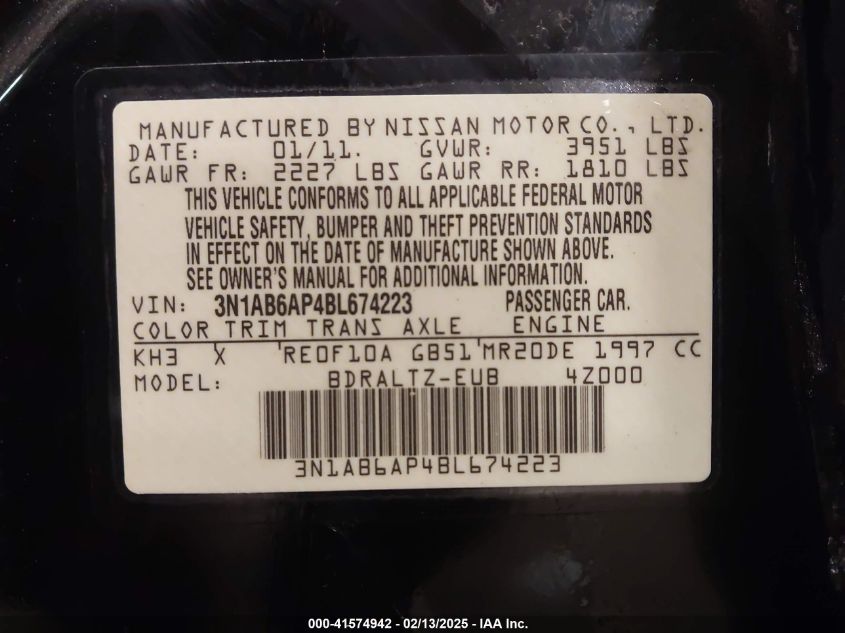 MANUFACTURED BY NISSAN MOTOR CO., LTD.
DATE: 01/11. GVWR: 3951 LBS
GAWR FR: 2227 LBS GAWR RR: 1810 LBS
THIS VEHICLE CONFORMS TO ALL APPLICABLE FEDERAL MOTOR
VEHICLE SAFETY, BUMPER AND THEFT PREVENTION STANDARDS
IN EFFECT ON THE DATE OF MANUFACTURE SHOWN ABOVE.
SEE OWNER'S MANUAL FOR ADDITIONAL INFORMATION.
VIN: 3N1AB6AP4BL674223 PASSENGER CAR.
COLOR TRIM TRANS AXLE ENGINE
KH3 X 'RE0F10A GB51'MR20DE 1997 CC
MODEL: BDRALTZ-EUB 4Z000
3N1AB6AP4BL674223
000-41574942 - 02/13/2025 - IAA Inc.